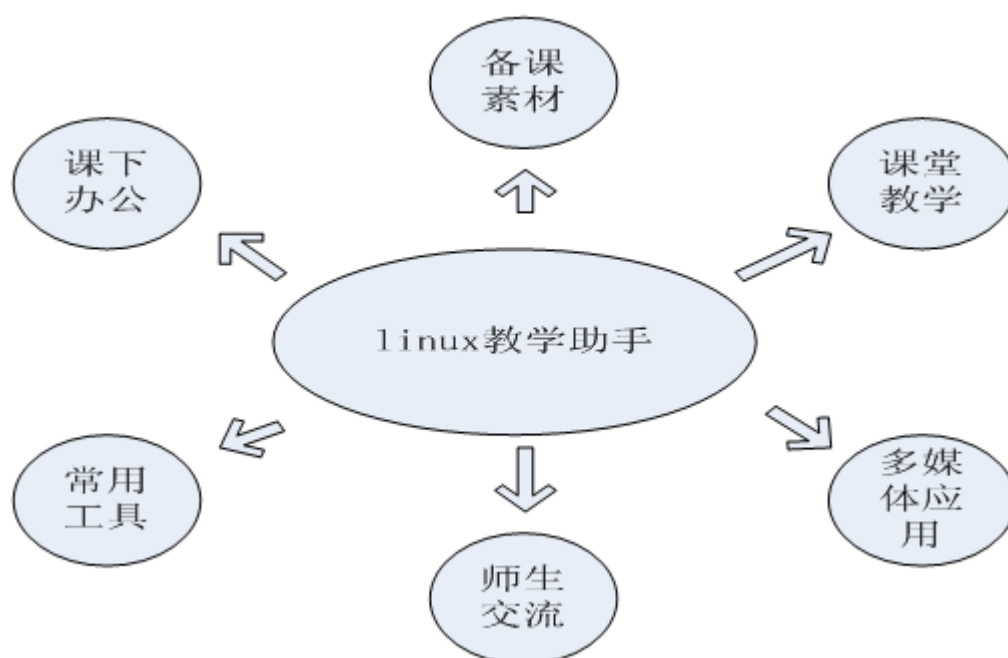 备课
素材
课下
办公
课堂
教学
linux教学助手
常用
工具
多媒
体应
用
师生
交流